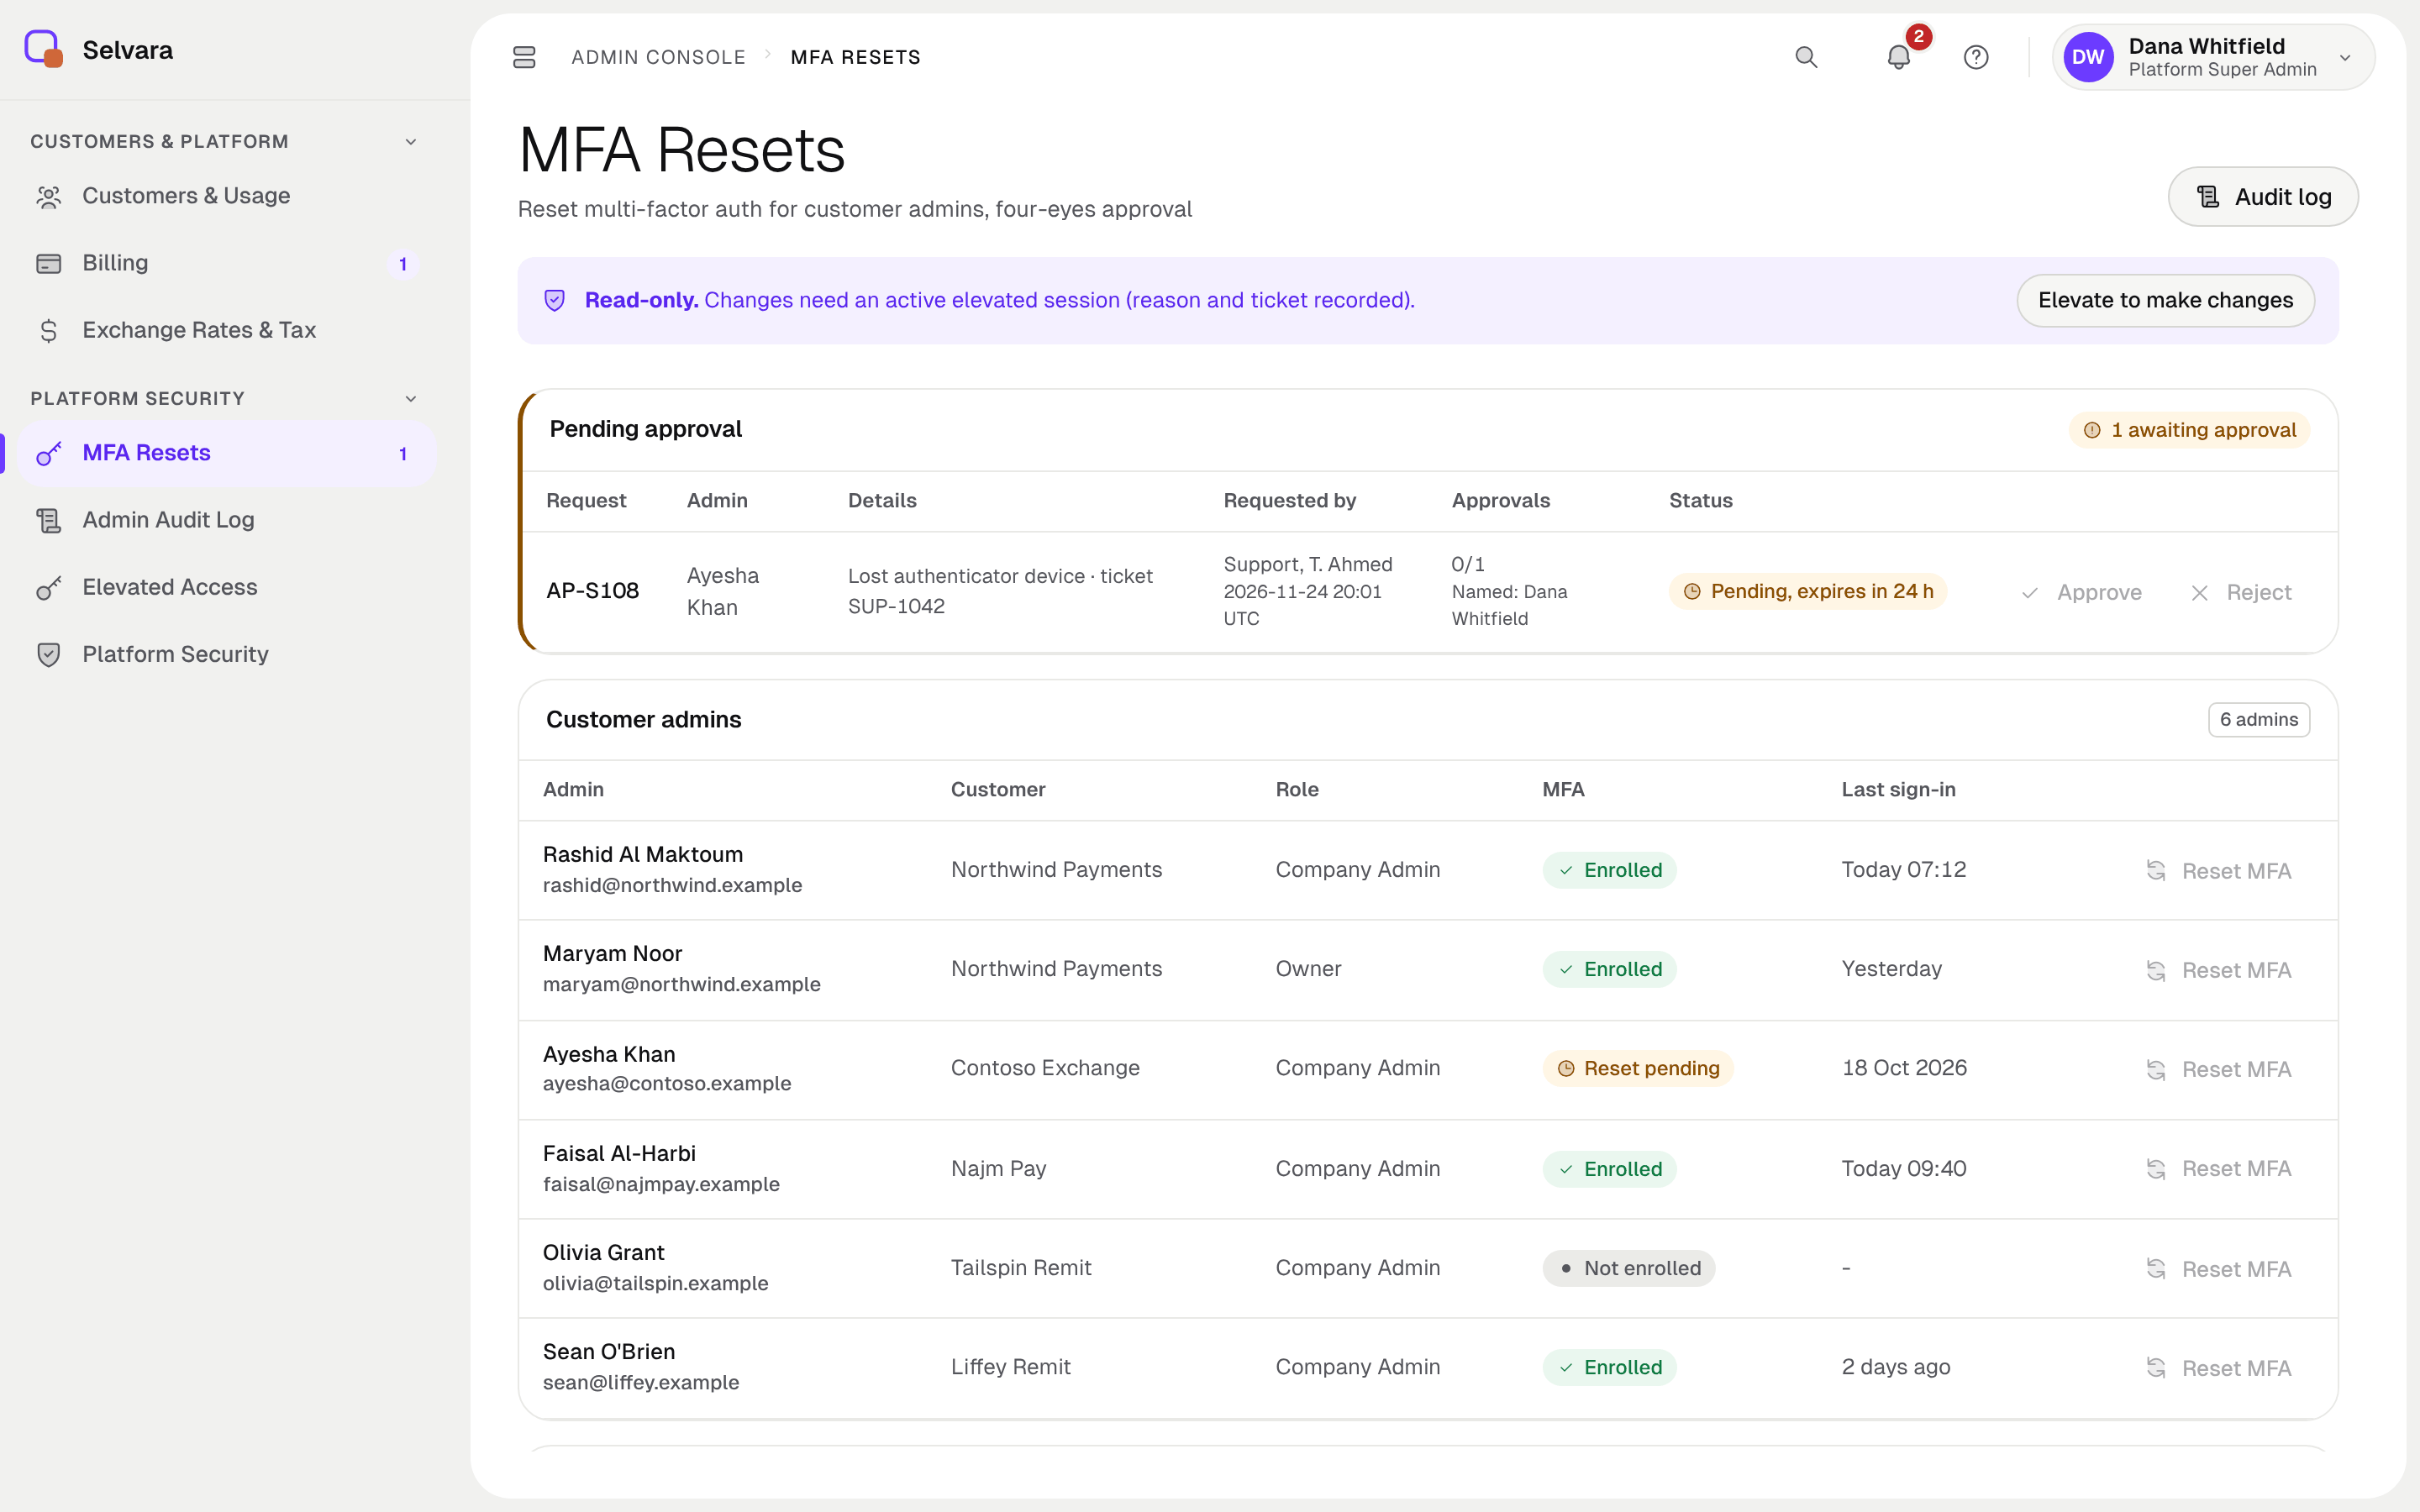 Selvara
CUSTOMERS & PLATFORM
Customers & Usage
Billing 1
Exchange Rates & Tax
PLATFORM SECURITY
MFA Resets 1
Admin Audit Log
Elevated Access
Platform Security
ADMIN CONSOLE MFA RESETS
2
DW
Dana Whitfield
Platform Super Admin
MFA Resets
Reset multi-factor auth for customer admins, four-eyes approval
Audit log
Read-only. Changes need an active elevated session (reason and ticket recorded).
Elevate to make changes
Pending approval
1 awaiting approval
Request Admin Details Requested by Approvals Status
AP-S108
Ayesha
Khan
Lost authenticator device · ticket
SUP-1042
Support, T. Ahmed
2026-11-24 20:01
UTC
0/1
Named: Dana
Whitfield
Pending, expires in 24 h
Approve
Reject
Customer admins
6 admins
Admin Customer Role MFA Last sign-in
Rashid Al Maktoum
rashid@northwind.example
Northwind Payments Company Admin Enrolled Today 07:12 Reset MFA
Maryam Noor
maryam@northwind.example
Northwind Payments Owner Enrolled Yesterday Reset MFA
Ayesha Khan
ayesha@contoso.example
Contoso Exchange Company Admin Reset pending 18 Oct 2026 Reset MFA
Faisal Al-Harbi
faisal@najmpay.example
Najm Pay Company Admin Enrolled Today 09:40 Reset MFA
Olivia Grant
olivia@tailspin.example
Tailspin Remit Company Admin Not enrolled - Reset MFA
Sean O'Brien
sean@liffey.example
Liffey Remit Company Admin Enrolled 2 days ago Reset MFA